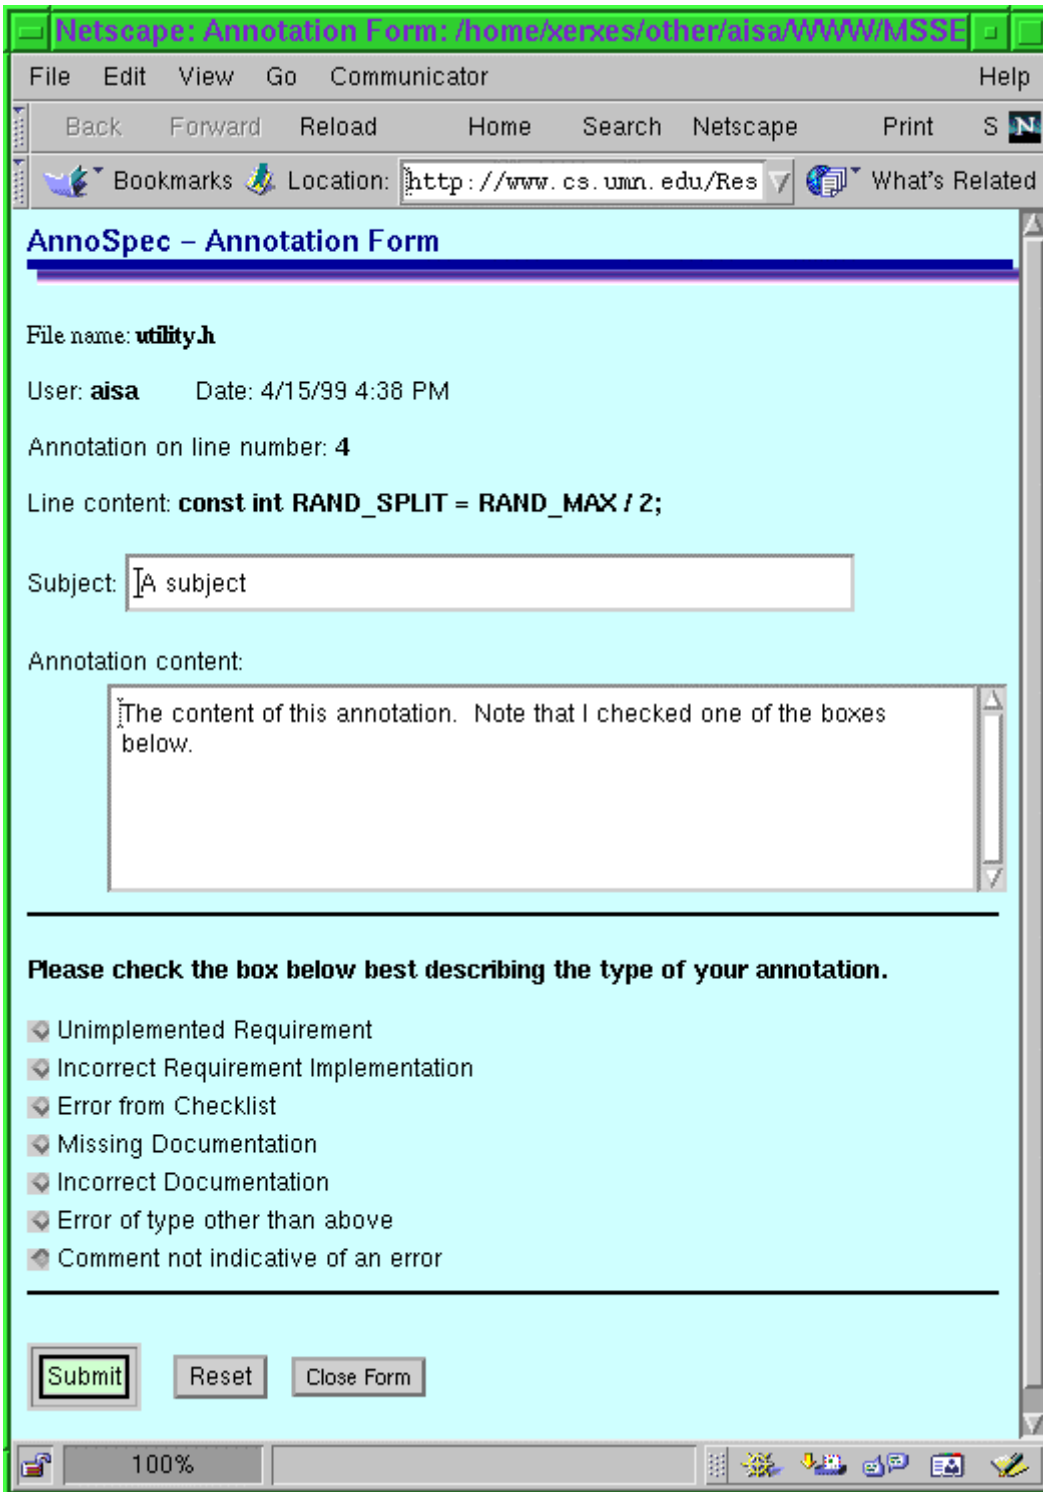 Netscape: Annotation Form: /home/xerxes/other/aisa/WWW/MSSE
File Edit View Go Communicator Help
Back Forward Reload Home Search Netscape Print S N
Bookmarks Location: http://www.cs.umn.edu/Res What's Related
AnnoSpec – Annotation Form
File name: utility.h
User: aisa Date: 4/15/99 4:38 PM
Annotation on line number: 4
Line content: const int RAND_SPLIT = RAND_MAX / 2;
Subject: A subject
Annotation content:
The content of this annotation. Note that I checked one of the boxes
below.
Please check the box below best describing the type of your annotation.
Unimplemented Requirement
Incorrect Requirement Implementation
Error from Checklist
Missing Documentation
Incorrect Documentation
Error of type other than above
Comment not indicative of an error
Submit Reset Close Form
100%